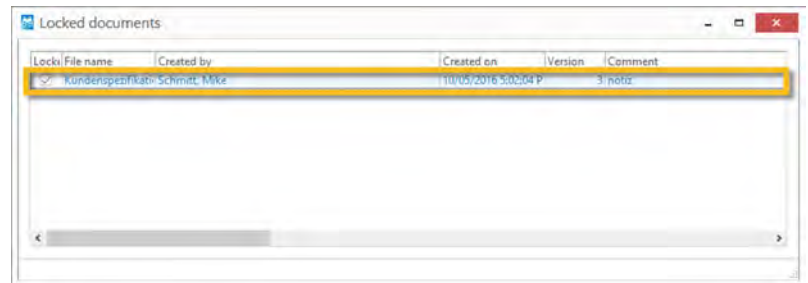 Locked documents
Locke File name Created by Created on Version Comment
Kundenspezifikati Schmitt, Mike 10/05/2016 5:02:04 P 3 notiz